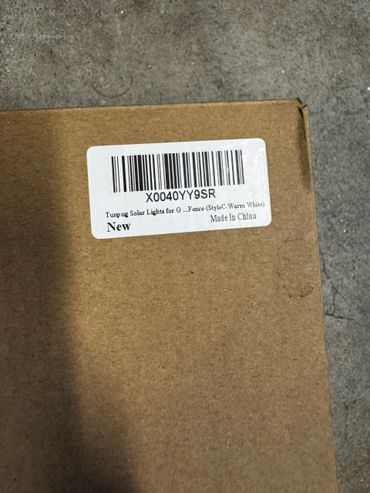 X0040YY9SR
Tunpug Solar Lights for O ...Fence (StyleC-Warm White)
New
Made In China